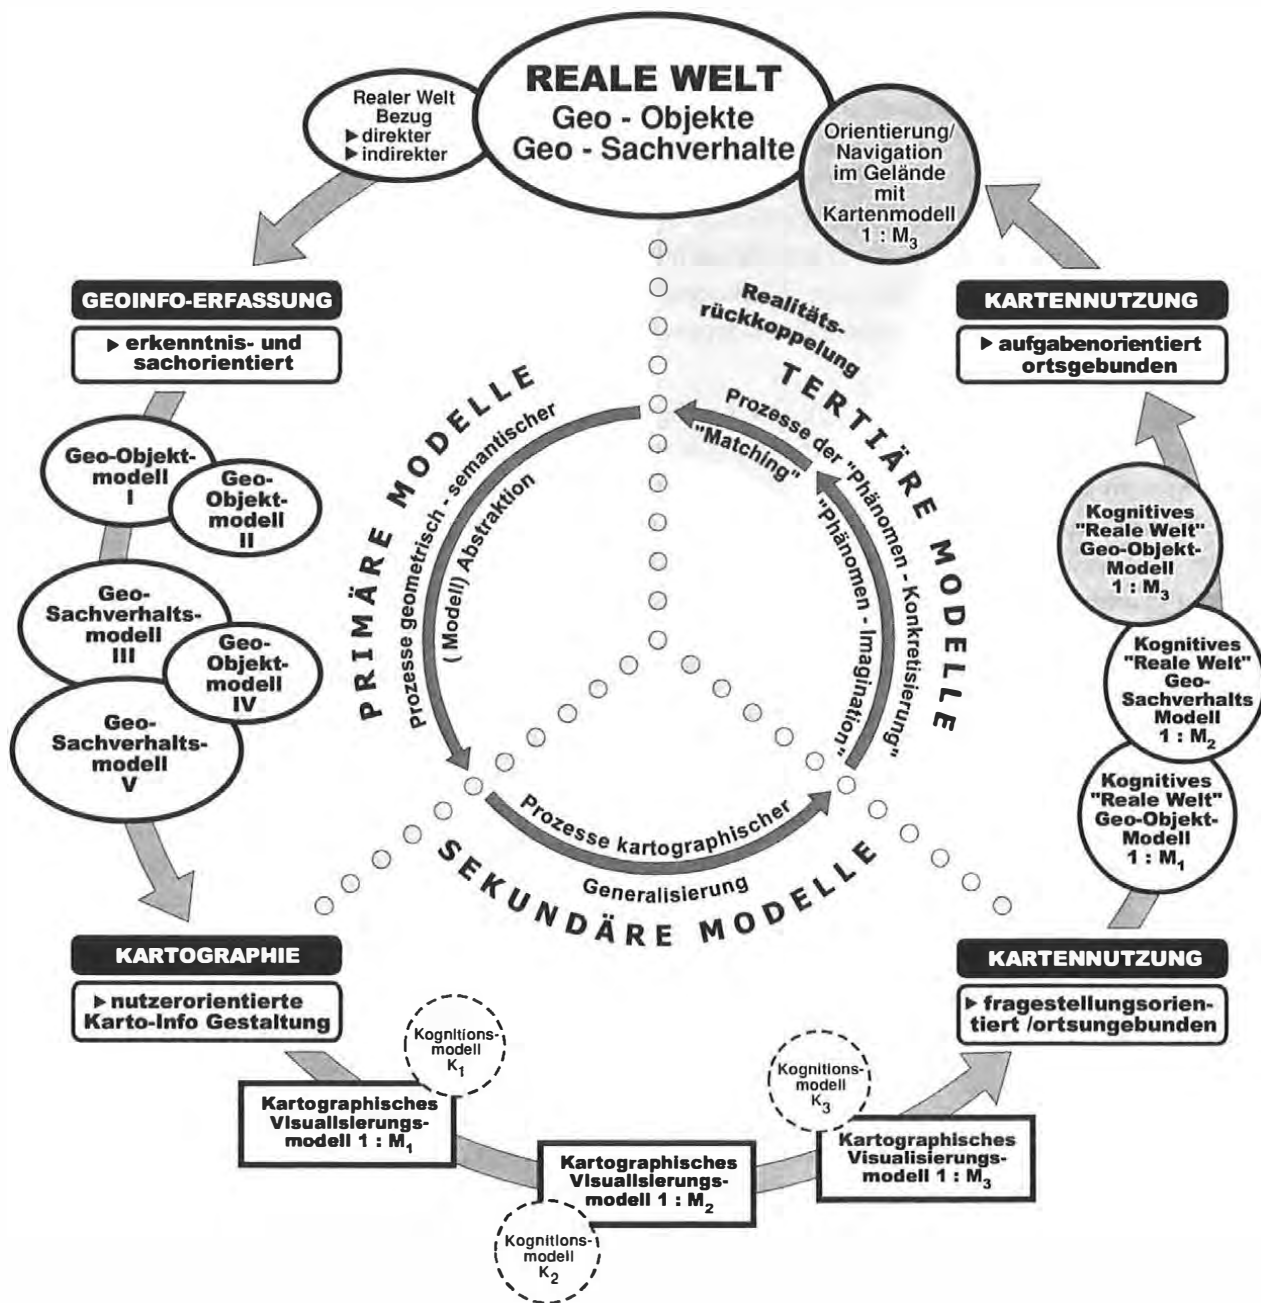 REALE WELT
Geo - Objekte
Geo - Sachverhalte
Realer Welt
Bezug
▶ direkter
▶ indirekter
Orientierung/
Navigation
im Gelände
mit
Kartenmodell
1 : M3
GEOINFO-ERFASSUNG
▶ erkenntnis- und
sachorientiert
Geo-Objekt-
modell
I
Geo-
Objekt-
modell
II
Geo-
Sachverhalts-
modell
III
Geo-
Objekt-
modell
IV
Geo-
Sachverhalts-
modell
V
PRIMÄRE MODELLE
Prozesse geometrisch - semantischer
(Modell) Abstraktion
KARTOGRAPHIE
▶ nutzerorientierte
Karto-Info Gestaltung
Kognitions-
modell
K1
Kartographisches
Visualisierungs-
modell 1 : M1
Kartographisches
Visualisierungs-
modell 1 : M2
Kognitions-
modell
K2
Kognitions-
modell
K3
Kartographisches
Visualisierungs-
modell 1 : M3
Prozesse kartographischer
Generalisierung
SEKUNDÄRE MODELLE
KARTENNUTZUNG
▶ fragestellungsorien-
tiert /ortsungebunden
Kognitives
"Reale Welt"
Geo-Objekt-
Modell
1 : M1
Kognitives
"Reale Welt"
Geo-
Sachverhalts
Modell
1 : M2
Kognitives
"Reale Welt"
Geo-Objekt-
Modell
1 : M3
KARTENNUTZUNG
▶ aufgabenorientiert
ortsgebunden
Realitäts-
rückkoppelung
TERTIÄRE MODELLE
Prozesse der "Phänomen - Konkretisierung"
"Matching"
"Phänomen - Imagination"